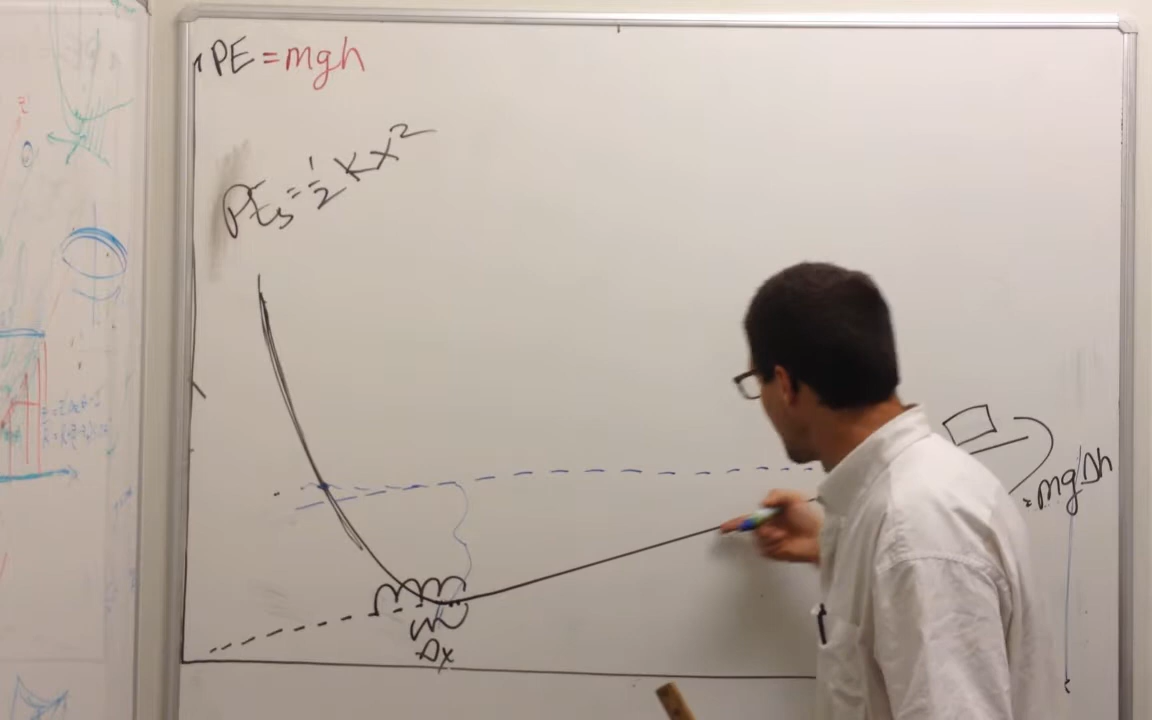 PE = mgh
PEs = 1/2 Kx²
mgΔh
Δx